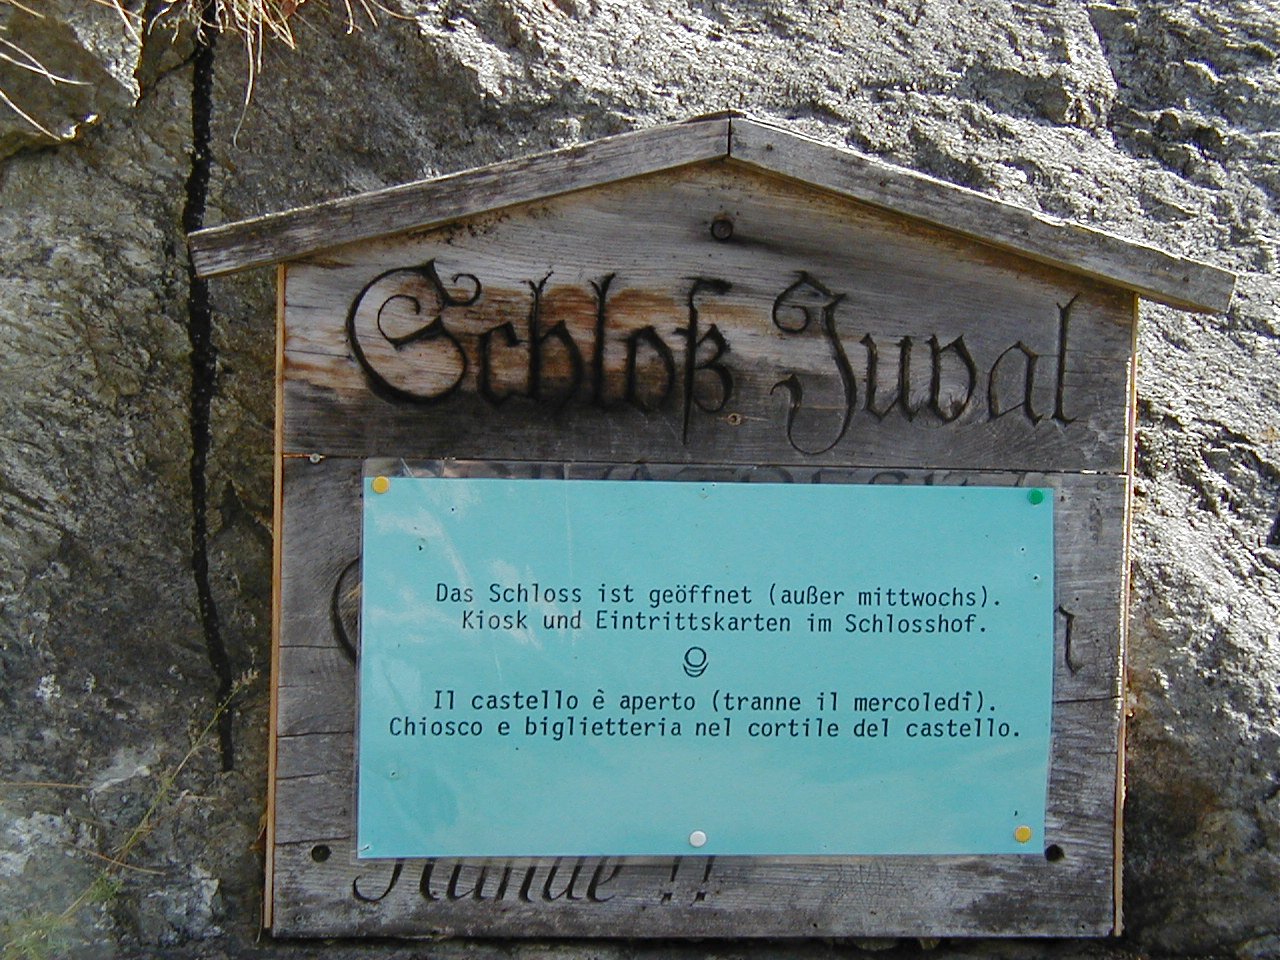 Schloß Juval
Das Schloss ist geöffnet (außer mittwochs).
Kiosk und Eintrittskarten im Schlosshof.
Il castello è aperto (tranne il mercoledì).
Chiosco e biglietteria nel cortile del castello.
!!